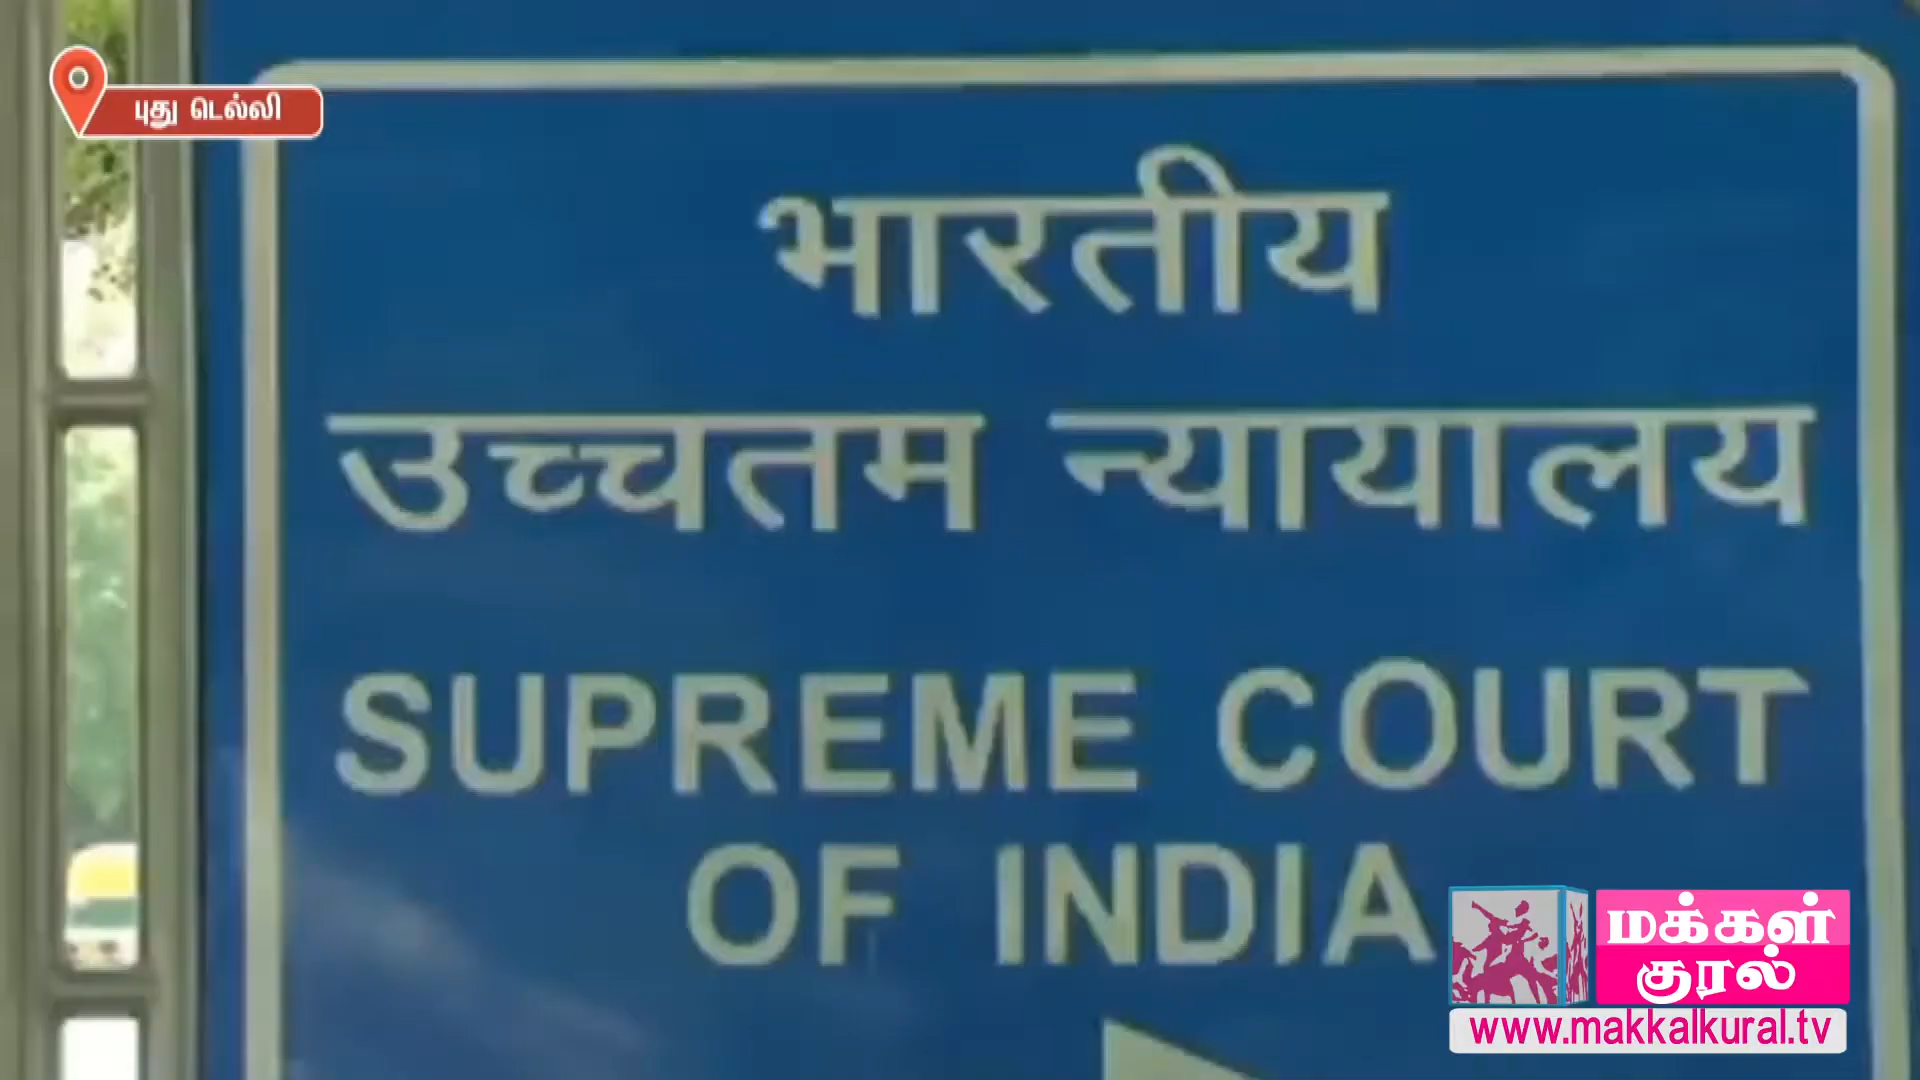 புது டெல்லி
भारतीय
उच्चतम न्यायालय
SUPREME COURT
OF INDIA
மக்கள்
குரல்
www.makkalkural.tv